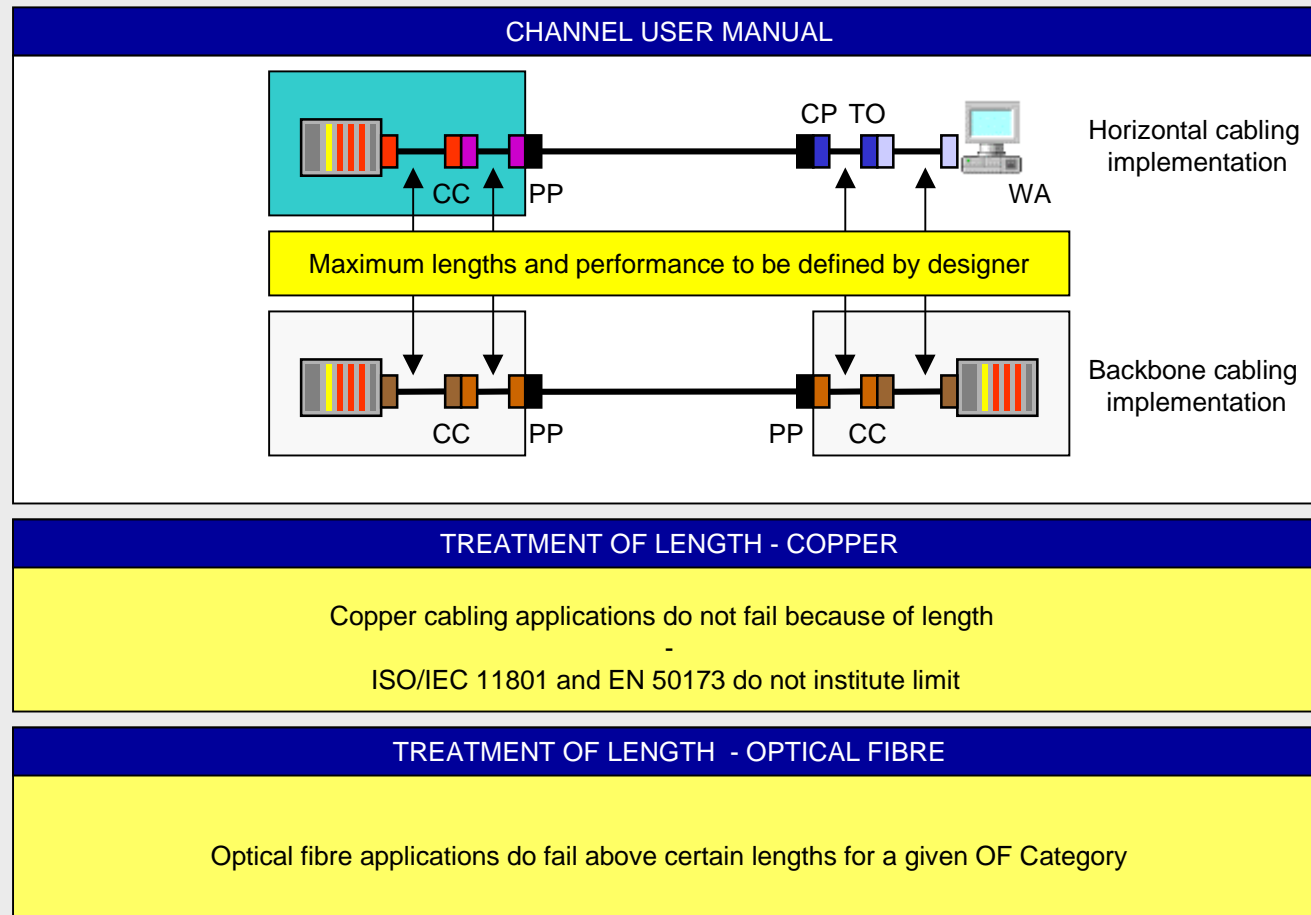 CHANNEL USER MANUAL
CP TO
Horizontal cabling
implementation
CC PP WA
Maximum lengths and performance to be defined by designer
Backbone cabling
implementation
CC PP PP CC
TREATMENT OF LENGTH - COPPER
Copper cabling applications do not fail because of length
-
ISO/IEC 11801 and EN 50173 do not institute limit
TREATMENT OF LENGTH - OPTICAL FIBRE
Optical fibre applications do fail above certain lengths for a given OF Category